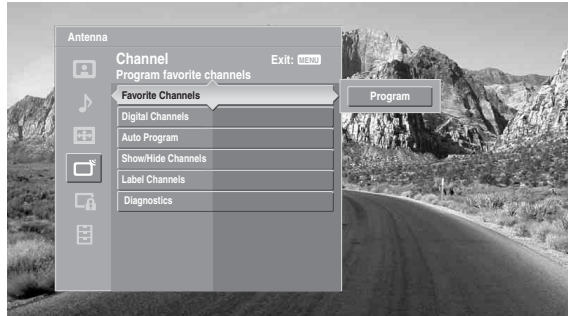 Antenna
Channel
Exit: MENU
Program favorite channels
Favorite Channels
Program
Digital Channels
Auto Program
Show/Hide Channels
Label Channels
Diagnostics